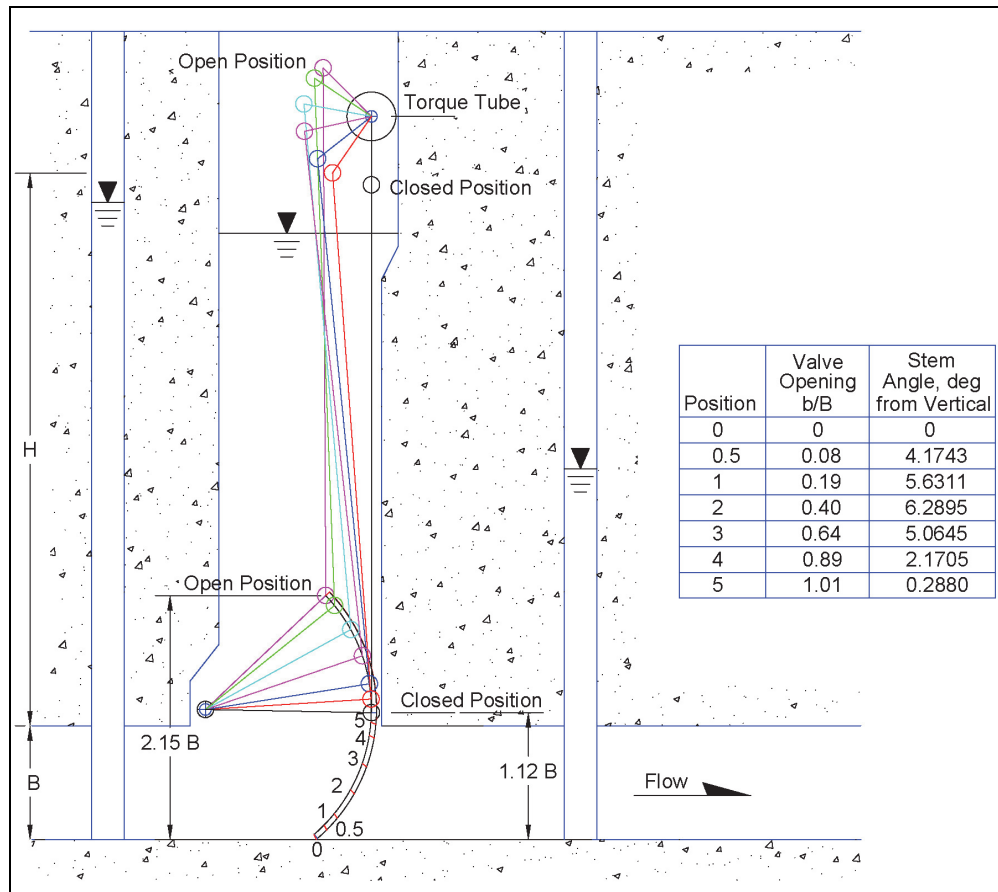 Open Position
Torque Tube
Closed Position
H
Open Position
Closed Position
2.15 B
1.12 B
B
Flow
5
4
3
2
1
0.5
0
Position Valve Opening b/B Stem Angle, deg from Vertical
0 0 0
0.5 0.08 4.1743
1 0.19 5.6311
2 0.40 6.2895
3 0.64 5.0645
4 0.89 2.1705
5 1.01 0.2880